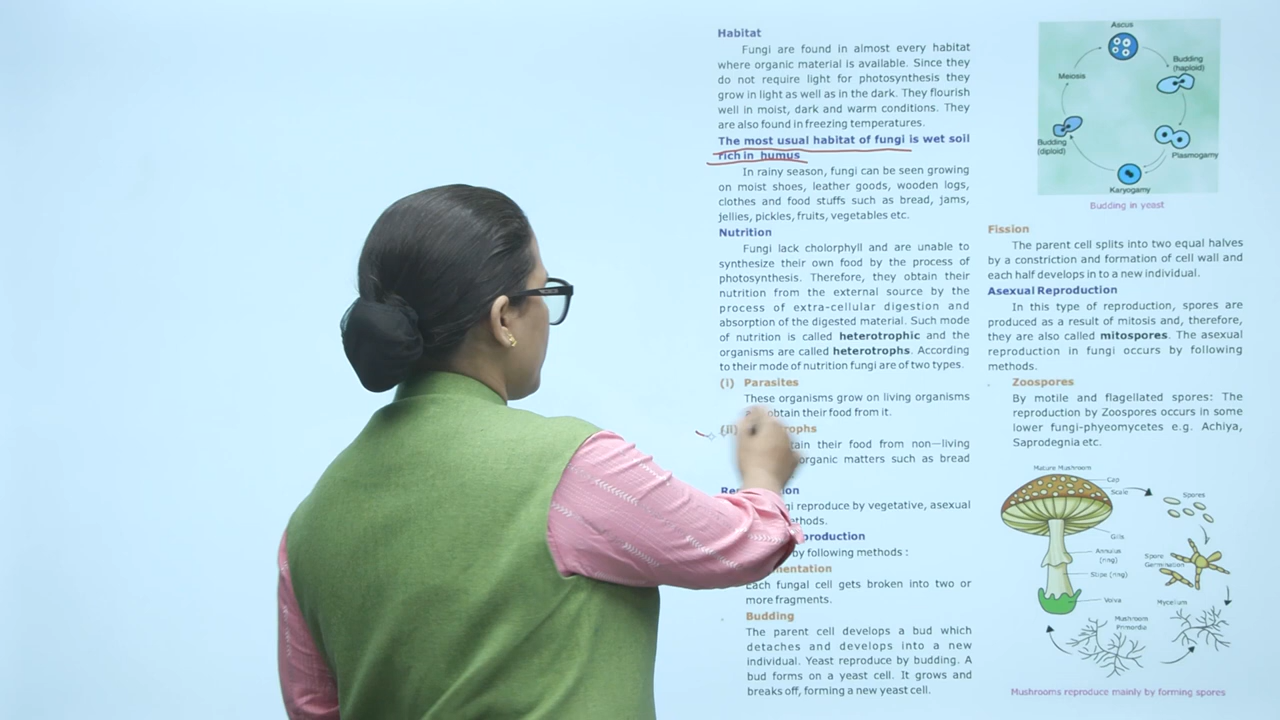 Habitat
Fungi are found in almost every habitat
where organic material is available. Since they
do not require light for photosynthesis they
grow in light as well as in the dark. They flourish
well in moist, dark and warm conditions. They
are also found in freezing temperatures.
The most usual habitat of fungi is wet soil
rich in humus
In rainy season, fungi can be seen growing
on moist shoes, leather goods, wooden logs,
clothes and food stuffs such as bread, jams,
jellies, pickles, fruits, vegetables etc.
Nutrition
Fungi lack cholorphyll and are unable to
synthesize their own food by the process of
photosynthesis. Therefore, they obtain their
nutrition from the external source by the
process of extra-cellular digestion and
absorption of the digested material. Such mode
of nutrition is called heterotrophic and the
organisms are called heterotrophs. According
to their mode of nutrition fungi are of two types.
(i) Parasites
These organisms grow on living organisms
obtain their food from it.
(ii)
their food from non—living
organic matters such as bread
reproduce by vegetative, asexual
by following methods :
Each fungal cell gets broken into two or
more fragments.
Budding
The parent cell develops a bud which
detaches and develops into a new
individual. Yeast reproduce by budding. A
bud forms on a yeast cell. It grows and
breaks off, forming a new yeast cell.
Ascus
Budding
(haploid)
Meiosis
Budding
(diploid)
Plasmogamy
Karyogamy
Budding in yeast
Fission
The parent cell splits into two equal halves
by a constriction and formation of cell wall and
each half develops in to a new individual.
Asexual Reproduction
In this type of reproduction, spores are
produced as a result of mitosis and, therefore,
they are also called mitospores. The asexual
reproduction in fungi occurs by following
methods.
Zoospores
By motile and flagellated spores: The
reproduction by Zoospores occurs in some
lower fungi-phyeomycetes e.g. Achiya,
Saprodegnia etc.
Mature Mushroom
Cap
Scale
Spores
Gills
Annulus
(ring)
Spore
Germination
Stipe (ring)
Volva
Mycelium
Mushroom
Primordia
Mushrooms reproduce mainly by forming spores